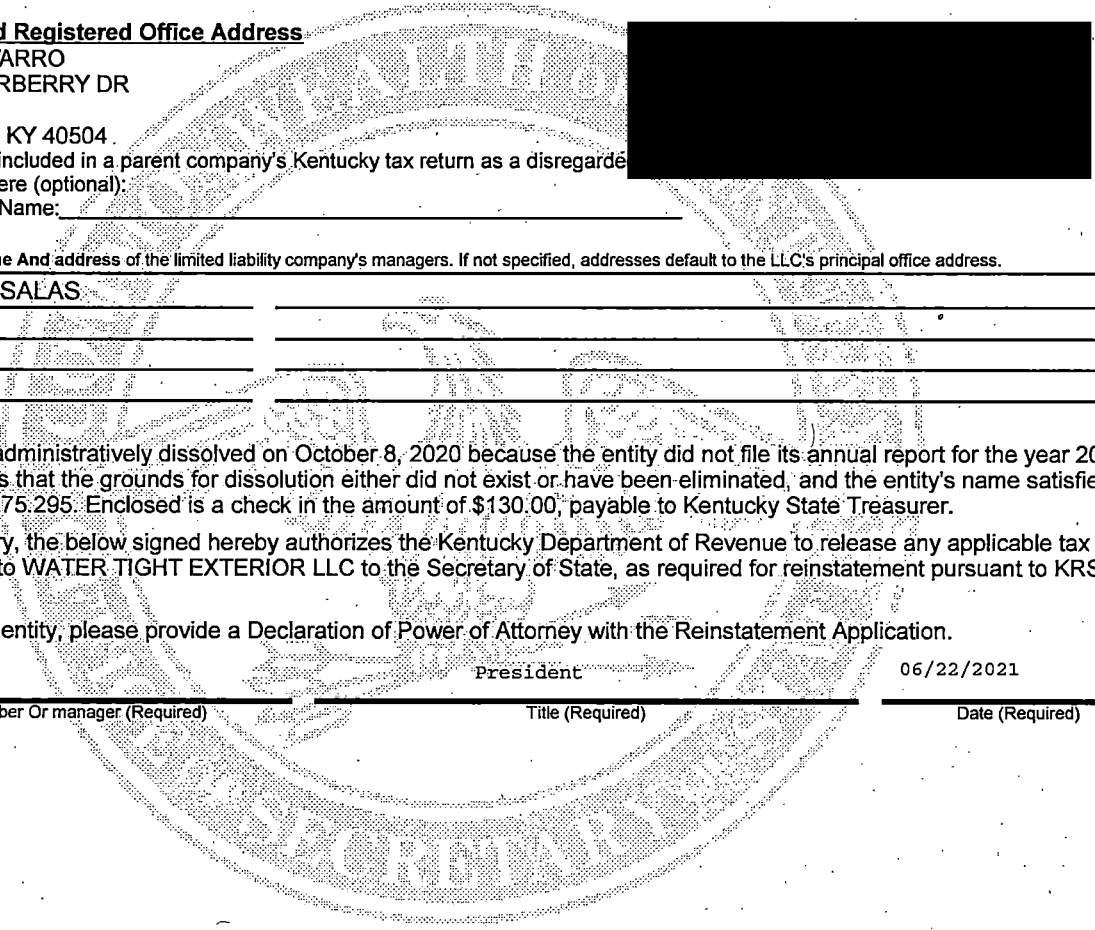 d Registered Office Address
ARRO
RBERRY DR
KY 40504
included in a parent company's Kentucky tax return as a disregarde
ere (optional):
Name:
e And address of the limited liability company's managers. If not specified, addresses default to the LLC's principal office address.
SALAS
administratively dissolved on October 8, 2020 because the entity did not file its annual report for the year 20
s that the grounds for dissolution either did not exist or have been eliminated, and the entity's name satisfie
75.295. Enclosed is a check in the amount of $130.00, payable to Kentucky State Treasurer.
ry, the below signed hereby authorizes the Kentucky Department of Revenue to release any applicable tax
to WATER TIGHT EXTERIOR LLC to the Secretary of State, as required for reinstatement pursuant to KRS
entity, please provide a Declaration of Power of Attorney with the Reinstatement Application.
President 06/22/2021
ber Or manager (Required) Title (Required) Date (Required)
SECRETARY